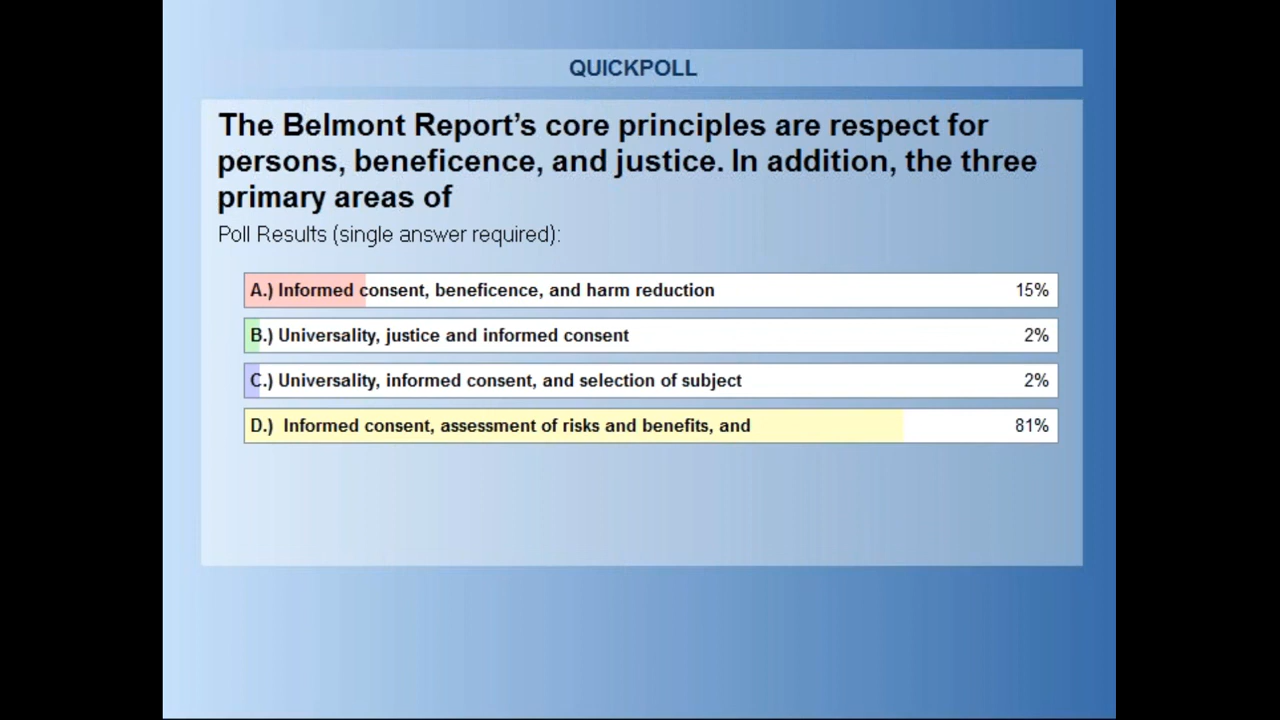 QUICKPOLL
The Belmont Report’s core principles are respect for
persons, beneficence, and justice. In addition, the three
primary areas of
Poll Results (single answer required):
A.) Informed consent, beneficence, and harm reduction 15%
B.) Universality, justice and informed consent 2%
C.) Universality, informed consent, and selection of subject 2%
D.) Informed consent, assessment of risks and benefits, and 81%